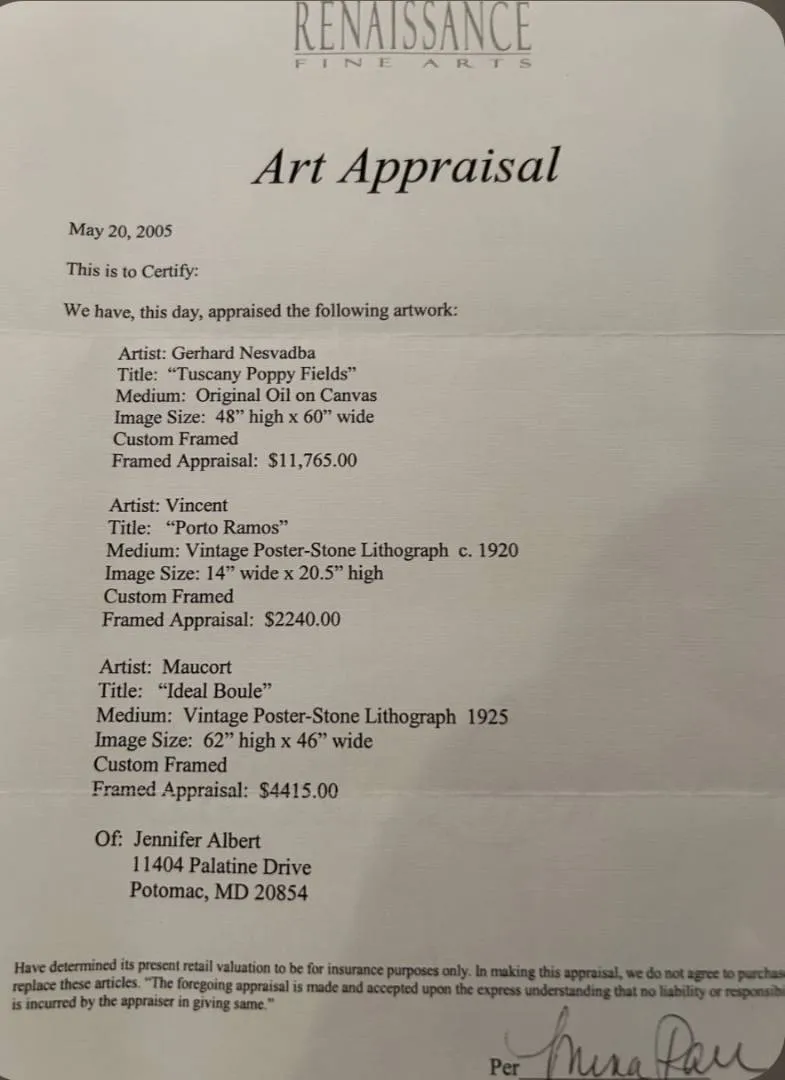 RENAISSANCE
FINE ARTS
Art Appraisal
May 20, 2005
This is to Certify:
We have, this day, appraised the following artwork:
Artist: Gerhard Nesvadba
Title: “Tuscany Poppy Fields”
Medium: Original Oil on Canvas
Image Size: 48” high x 60” wide
Custom Framed
Framed Appraisal: $11,765.00
Artist: Vincent
Title: “Porto Ramos”
Medium: Vintage Poster-Stone Lithograph c. 1920
Image Size: 14” wide x 20.5” high
Custom Framed
Framed Appraisal: $2240.00
Artist: Maucort
Title: “Ideal Boule”
Medium: Vintage Poster-Stone Lithograph 1925
Image Size: 62” high x 46” wide
Custom Framed
Framed Appraisal: $4415.00
Of: Jennifer Albert
11404 Palatine Drive
Potomac, MD 20854
Have determined its present retail valuation to be for insurance purposes only. In making this appraisal, we do not agree to purchas
replace these articles. "The foregoing appraisal is made and accepted upon the express understanding that no liability or responsibi
is incurred by the appraiser in giving same."
Per